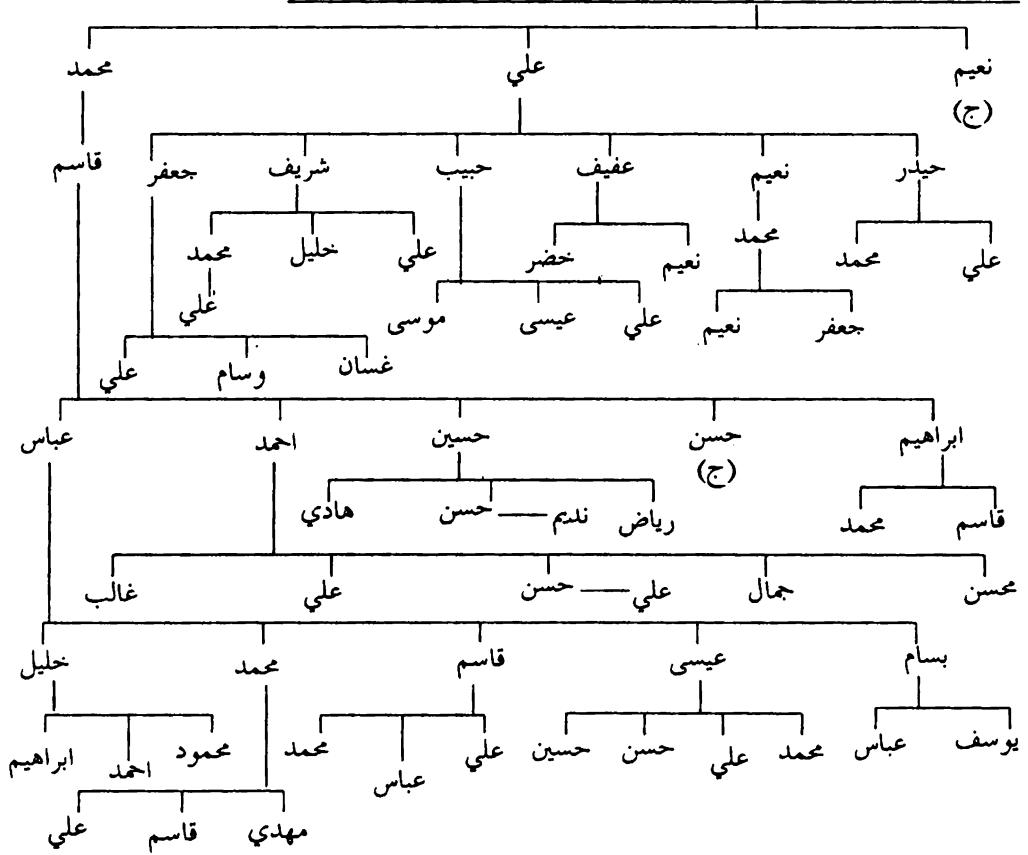 نعيم علي محمد
(ج)
حيدر نعيم عفيف حبيب شريف جعفر قاسم
علي محمد محمد نعيم خضر علي خليل محمد
جعفر نعيم علي عيسى موسى علي
غسان وسام علي
ابراهيم حسن حسين احمد عباس
(ج)
قاسم محمد رياض نديم — حسن هادي
محسن جمال علي — حسن علي غالب
بسام عيسى قاسم محمد خليل
يوسف عباس محمد علي حسن حسين علي عباس محمد محمود احمد ابراهيم
مهدي قاسم علي